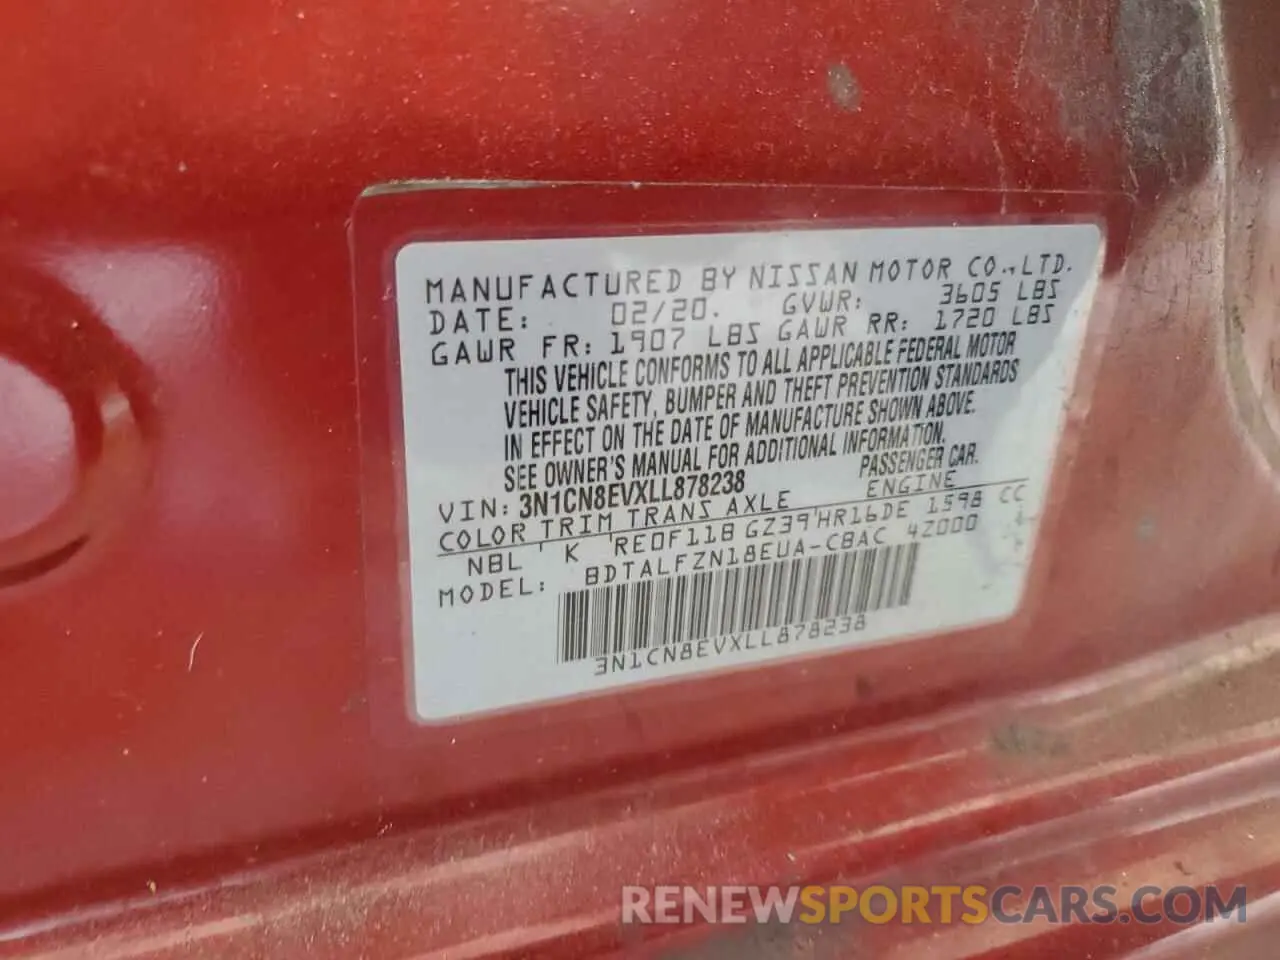 MANUFACTURED BY NISSAN MOTOR CO., LTD.
DATE: 02/20. GVWR: 3605 LBS
GAWR FR: 1907 LBS GAWR RR: 1720 LBS
THIS VEHICLE CONFORMS TO ALL APPLICABLE FEDERAL MOTOR
VEHICLE SAFETY, BUMPER AND THEFT PREVENTION STANDARDS
IN EFFECT ON THE DATE OF MANUFACTURE SHOWN ABOVE.
SEE OWNER'S MANUAL FOR ADDITIONAL INFORMATION.
VIN: 3N1CN8EVXLL878238 PASSENGER CAR.
COLOR TRIM TRANS AXLE ENGINE
NBL ' K 'RE0F11B GZ39'HR16DE 1598 CC
MODEL: BDTALFZN18EUA-CBAC 4Z000
3N1CN8EVXLL878238
RENEWSPORTSCARS.COM